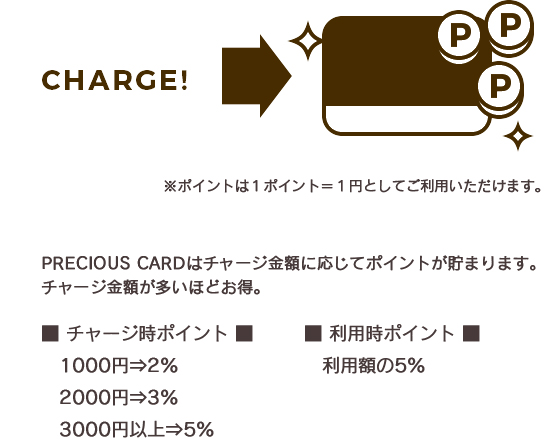 CHARGE!
P
P
P
※ポイントは１ポイント＝１円としてご利用いただけます。
PRECIOUS CARDはチャージ金額に応じてポイントが貯まります。
チャージ金額が多いほどお得。
■ チャージ時ポイント ■
1000円⇒2%
2000円⇒3%
3000円以上⇒5%
■ 利用時ポイント ■
利用額の5%